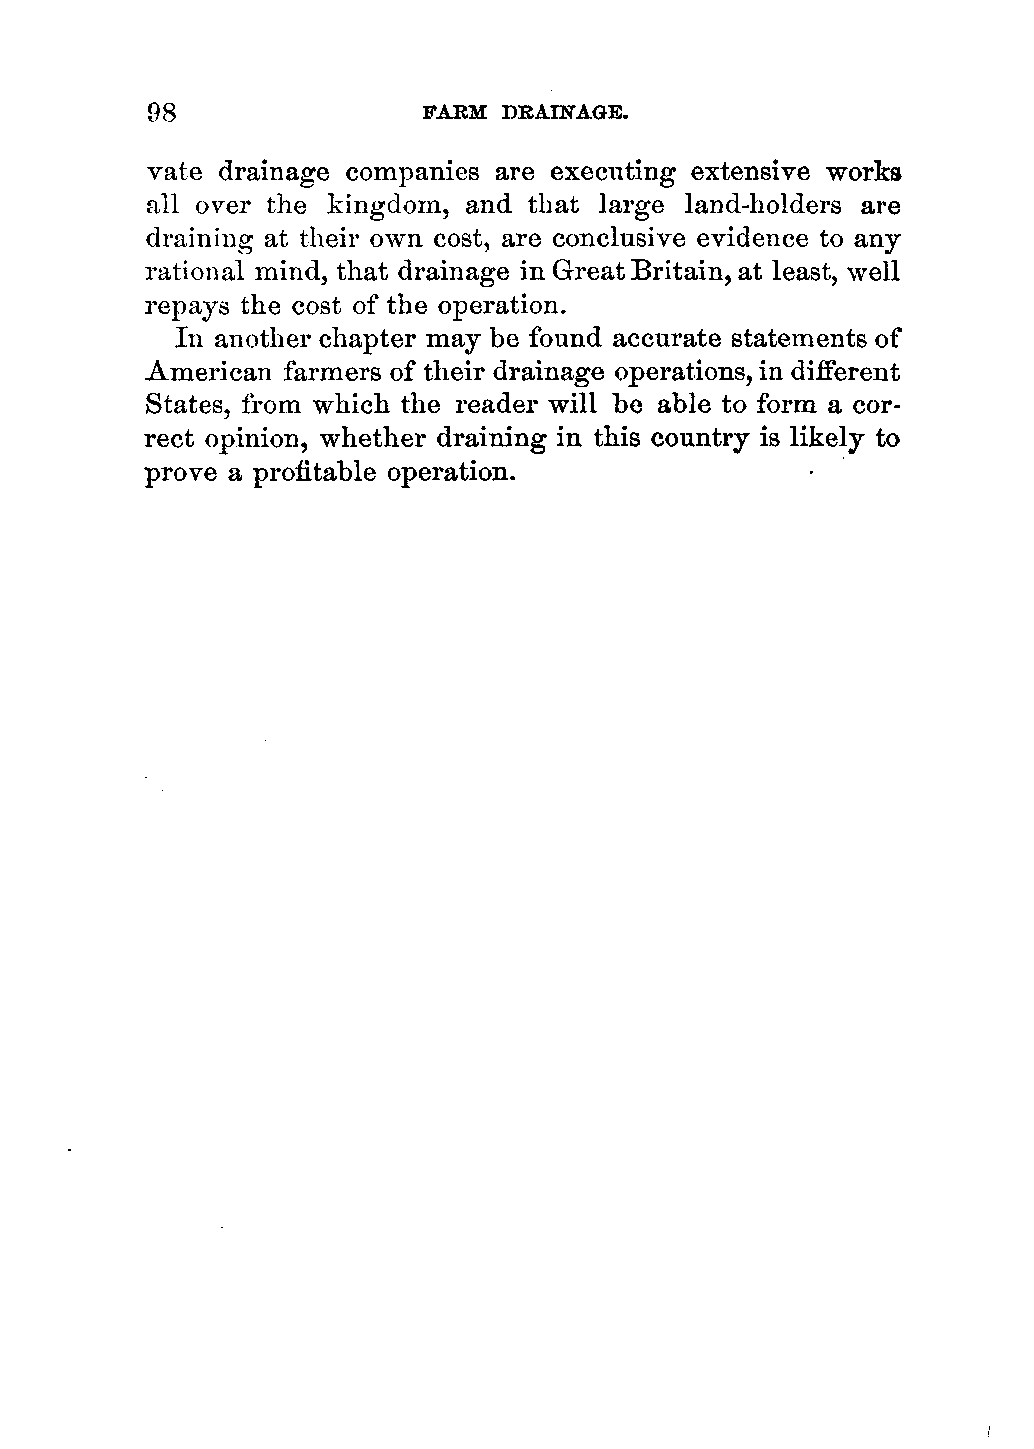 98 FARM DRAINAGE.
vate drainage companies are executing extensive works
all over the kingdom, and that large land-holders are
draining at their own cost, are conclusive evidence to any
rational mind, that drainage in Great Britain, at least, well
repays the cost of the operation.
In another chapter may be found accurate statements of
American farmers of their drainage operations, in different
States, from which the reader will be able to form a cor-
rect opinion, whether draining in this country is likely to
prove a profitable operation.